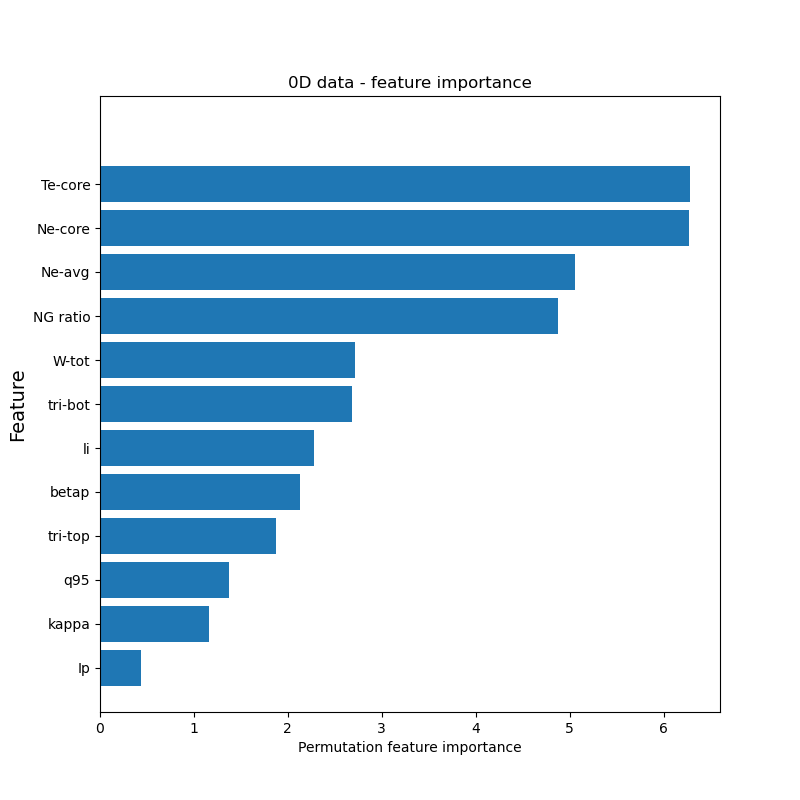 0D data - feature importance
Te-core
Ne-core
Ne-avg
NG ratio
W-tot
tri-bot
li
betap
tri-top
q95
kappa
Ip
Feature
0 1 2 3 4 5 6
Permutation feature importance